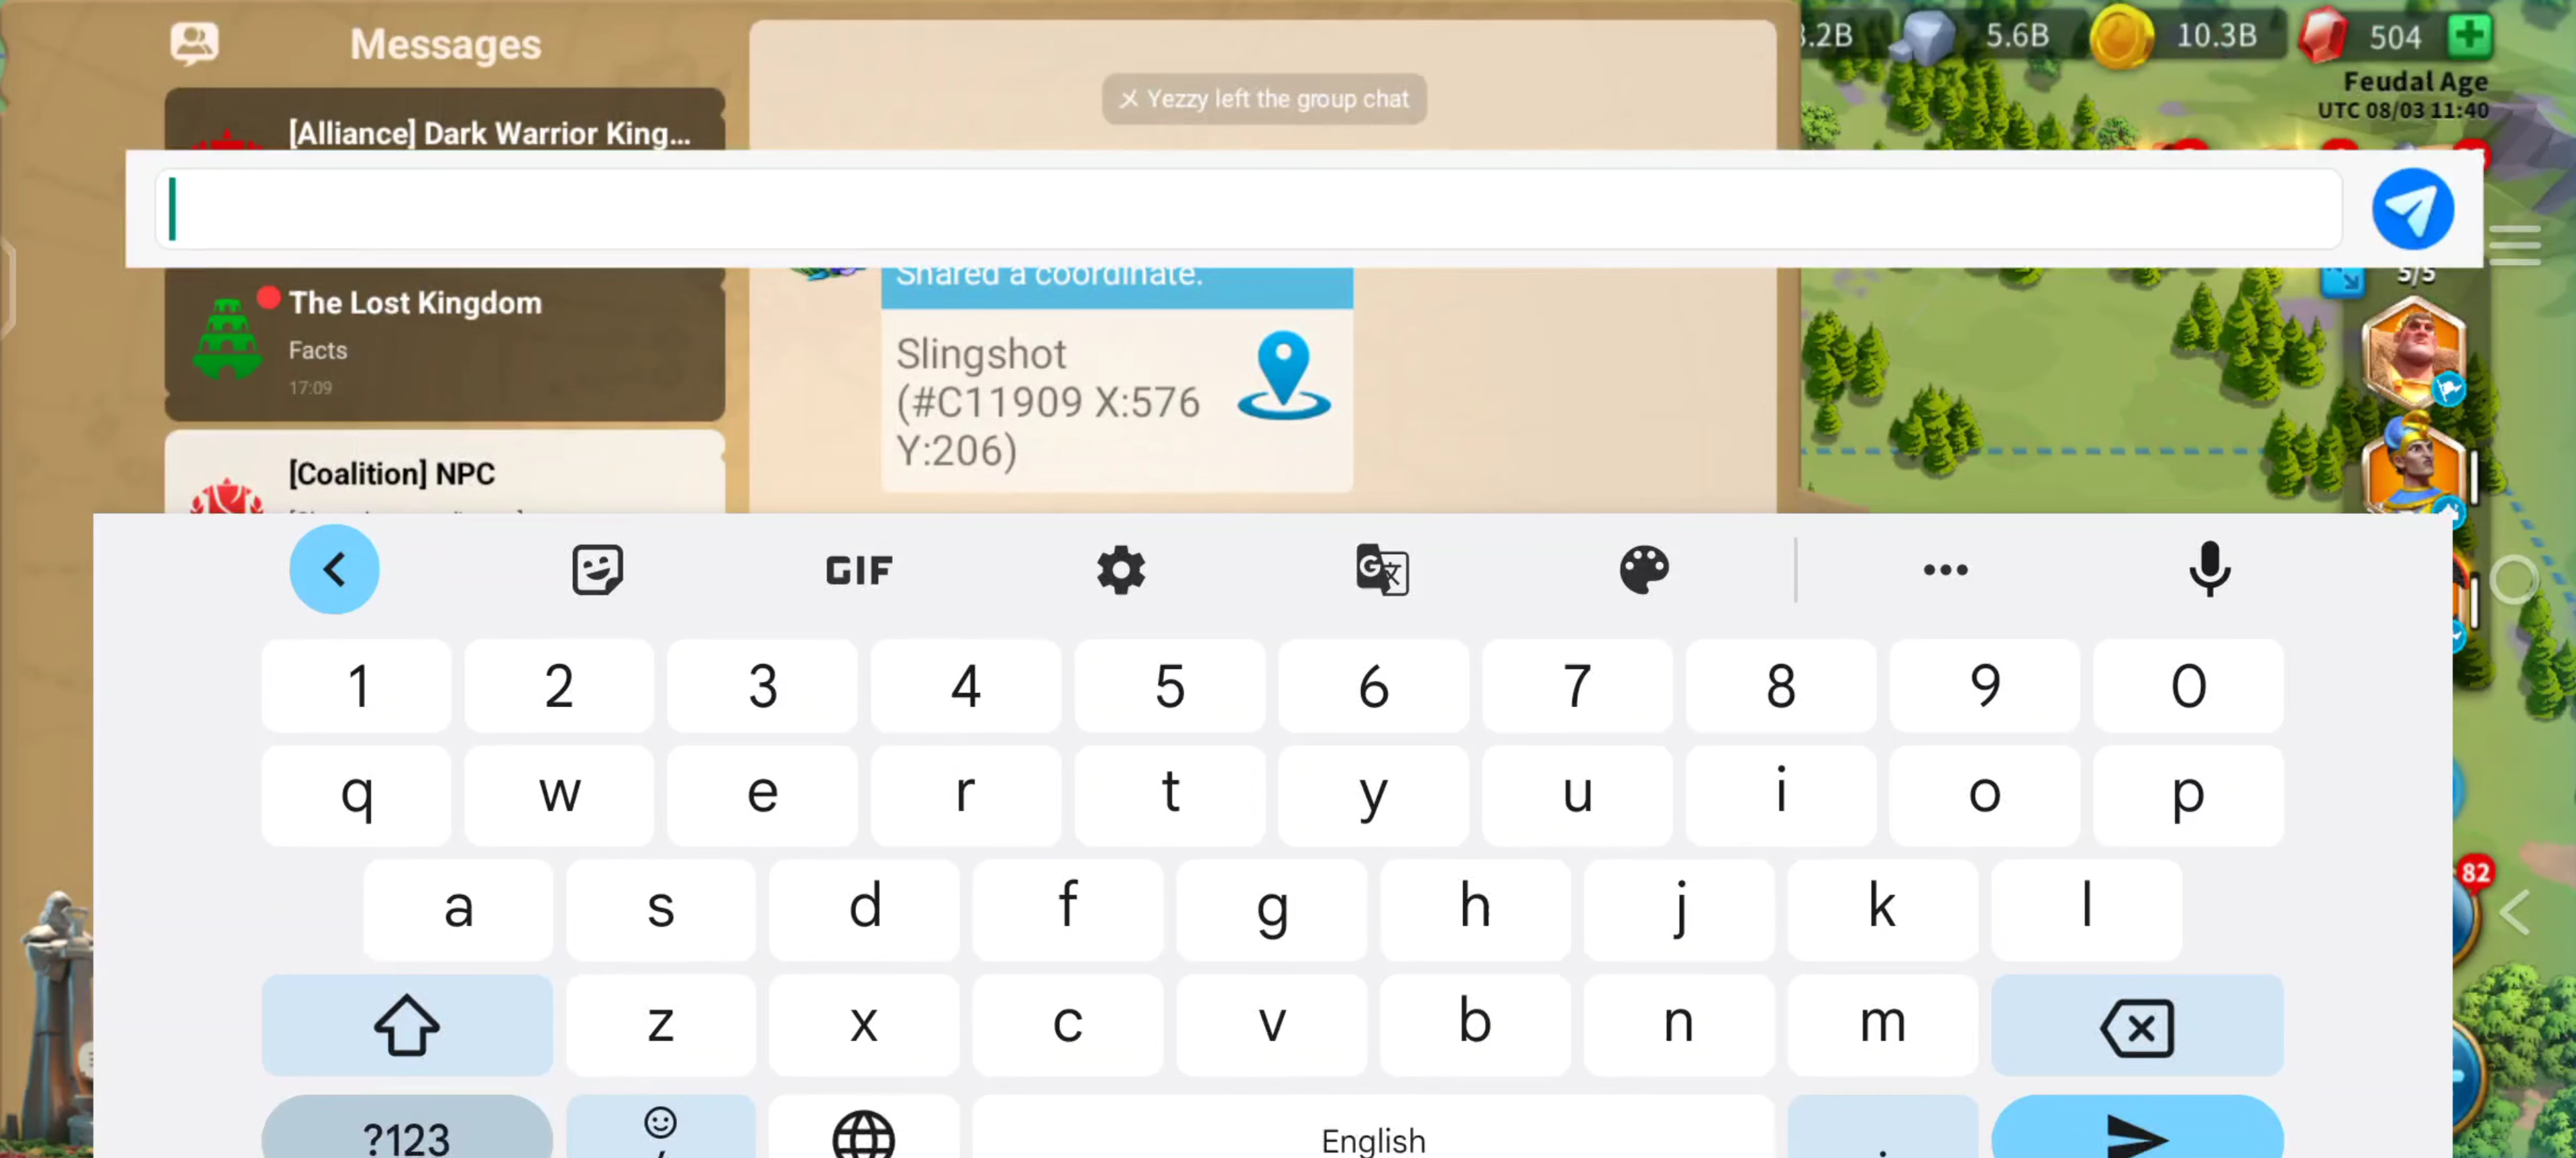 Messages
[Alliance] Dark Warrior King...
The Lost Kingdom
Facts
17:09
[Coalition] NPC
Yezzy left the group chat
Shared a coordinate.
Slingshot
(#C11909 X:576
Y:206)
5.6B
10.3B
504
Feudal Age
UTC 08/03 11:40
5/5
82
GIF
1 2 3 4 5 6 7 8 9 0
q w e r t y u i o p
a s d f g h j k l
z x c v b n m
?123
English